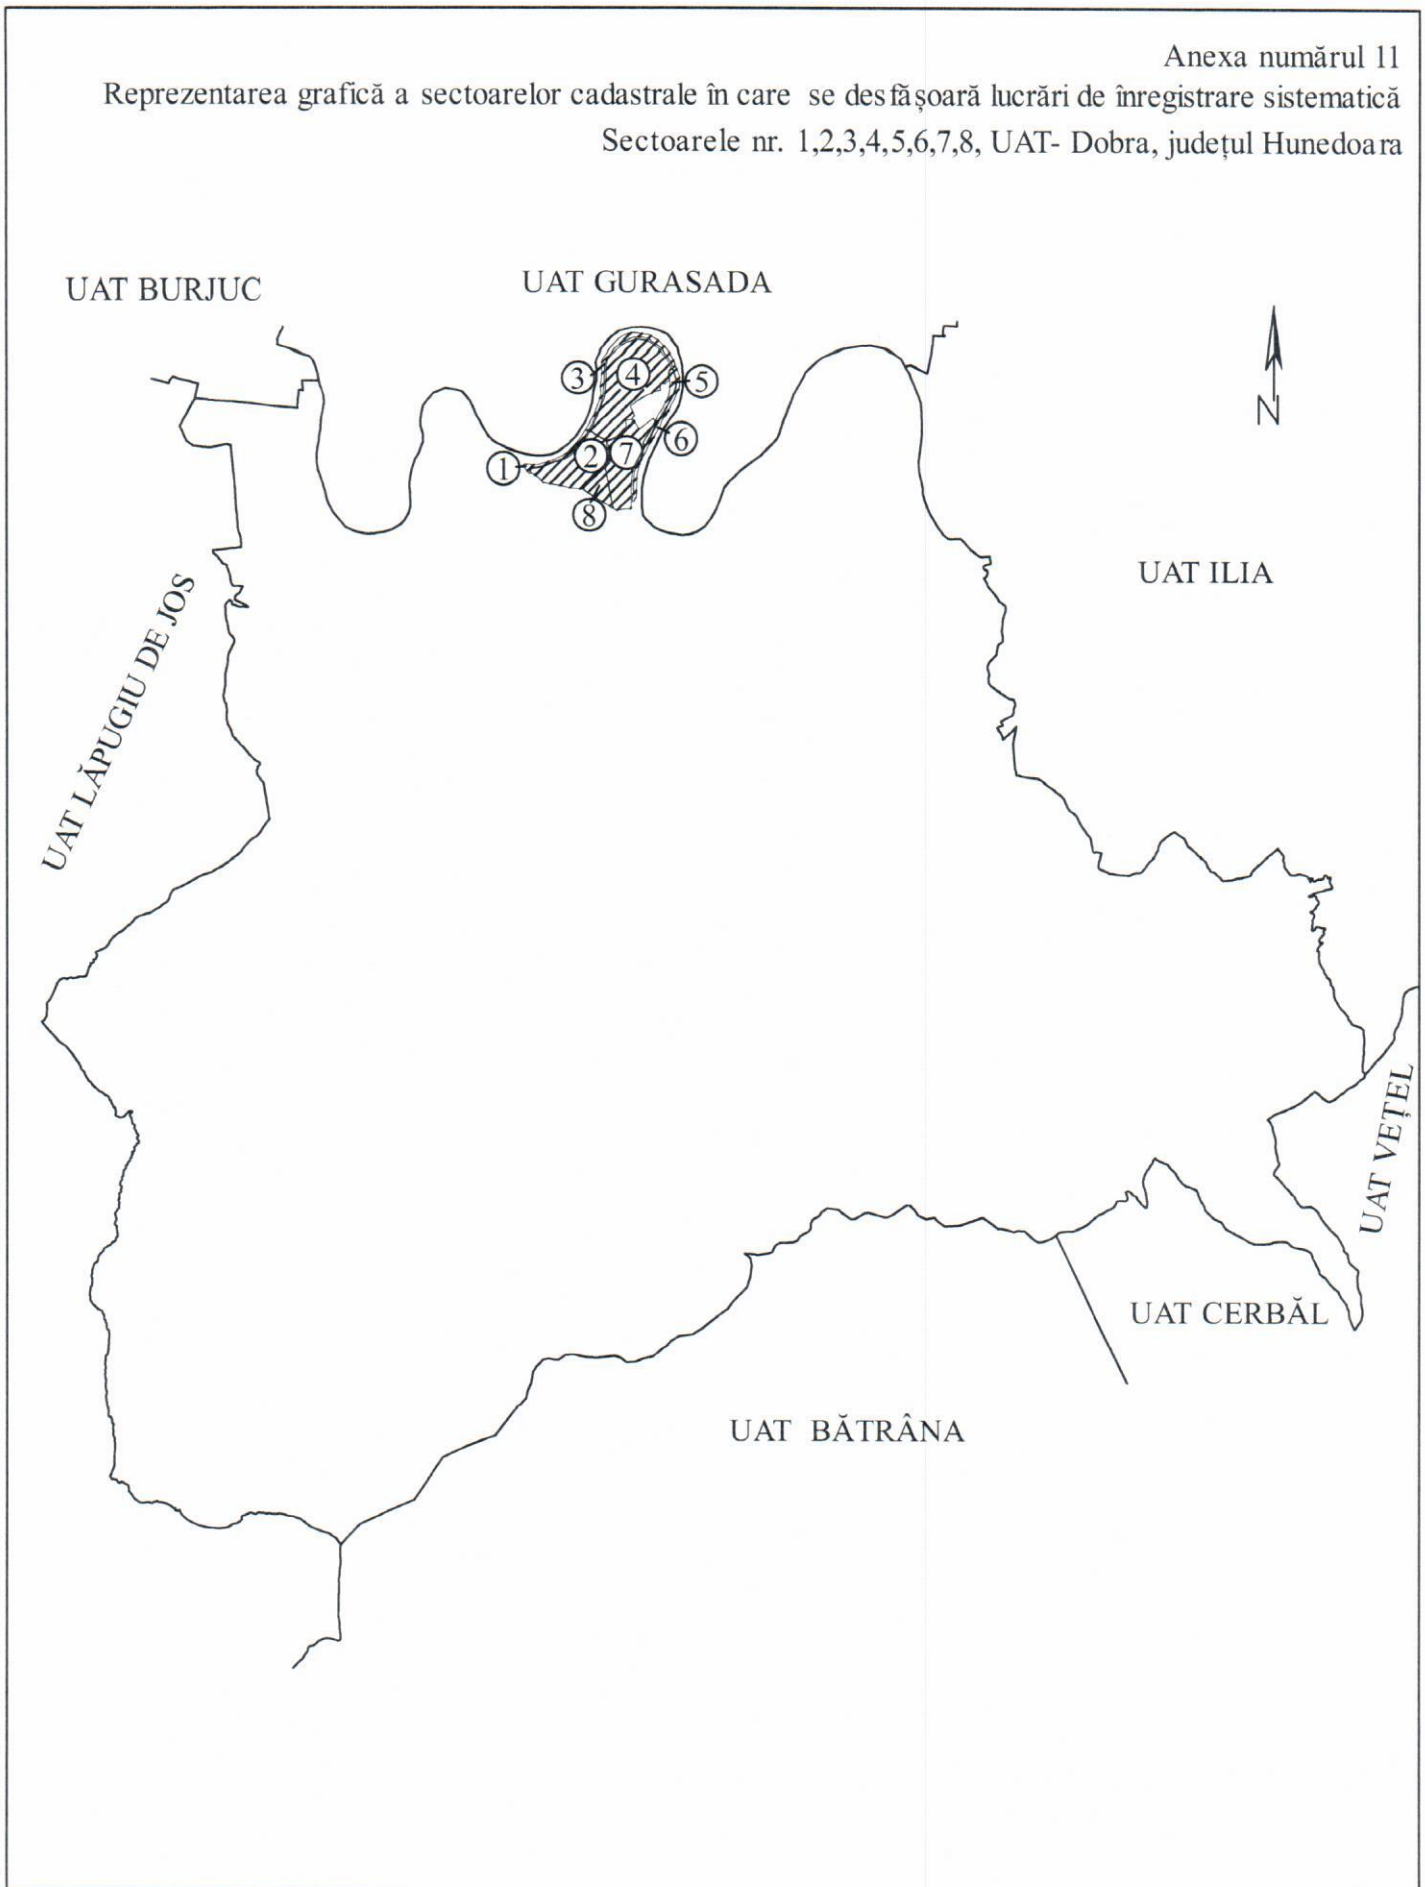 Anexa numărul 11
Reprezentarea grafică a sectoarelor cadastrale în care se desfășoară lucrări de înregistrare sistematică
Sectoarele nr. 1,2,3,4,5,6,7,8, UAT- Dobra, județul Hunedoara
UAT BURJUC
UAT GURASADA
3
4
5
N
6
2
7
1
8
UAT ILIA
UAT LĂPUGIU DE JOS
UAT VEȚEL
UAT CERBĂL
UAT BĂTRÂNA